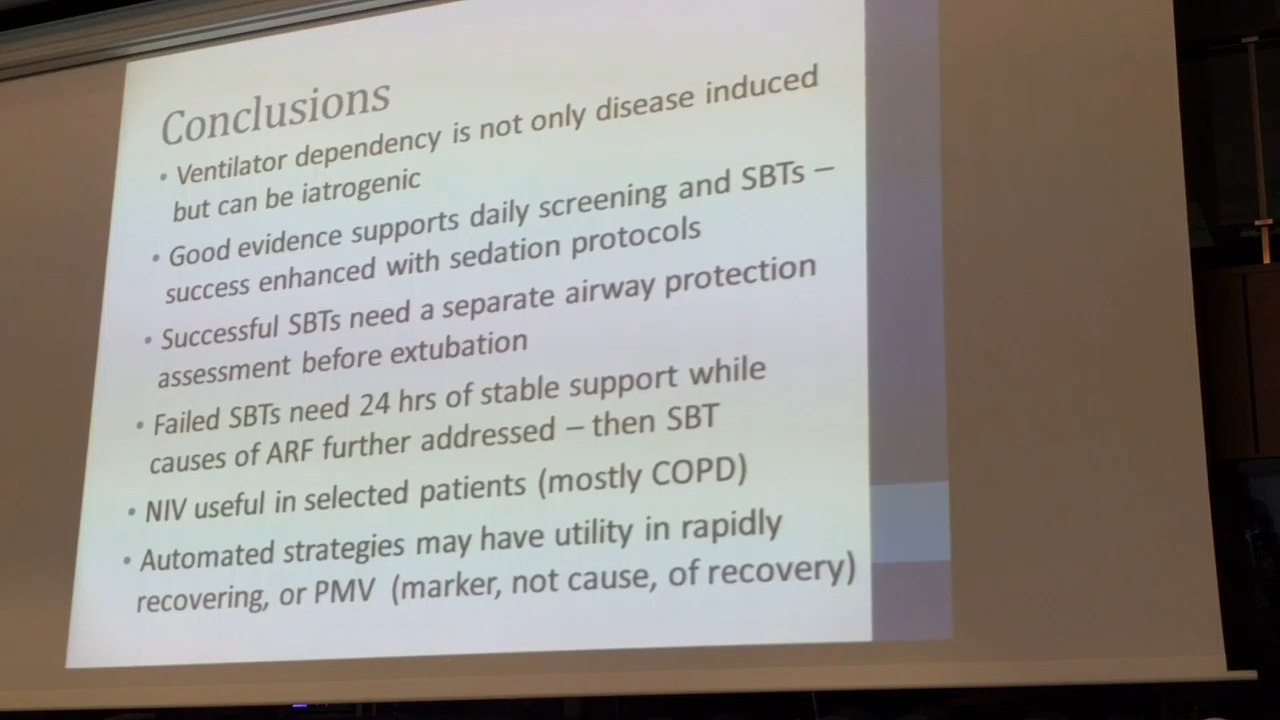 Conclusions
• Ventilator dependency is not only disease induced
but can be iatrogenic
• Good evidence supports daily screening and SBTs –
success enhanced with sedation protocols
• Successful SBTs need a separate airway protection
assessment before extubation
• Failed SBTs need 24 hrs of stable support while
causes of ARF further addressed – then SBT
• NIV useful in selected patients (mostly COPD)
• Automated strategies may have utility in rapidly
recovering, or PMV (marker, not cause, of recovery)